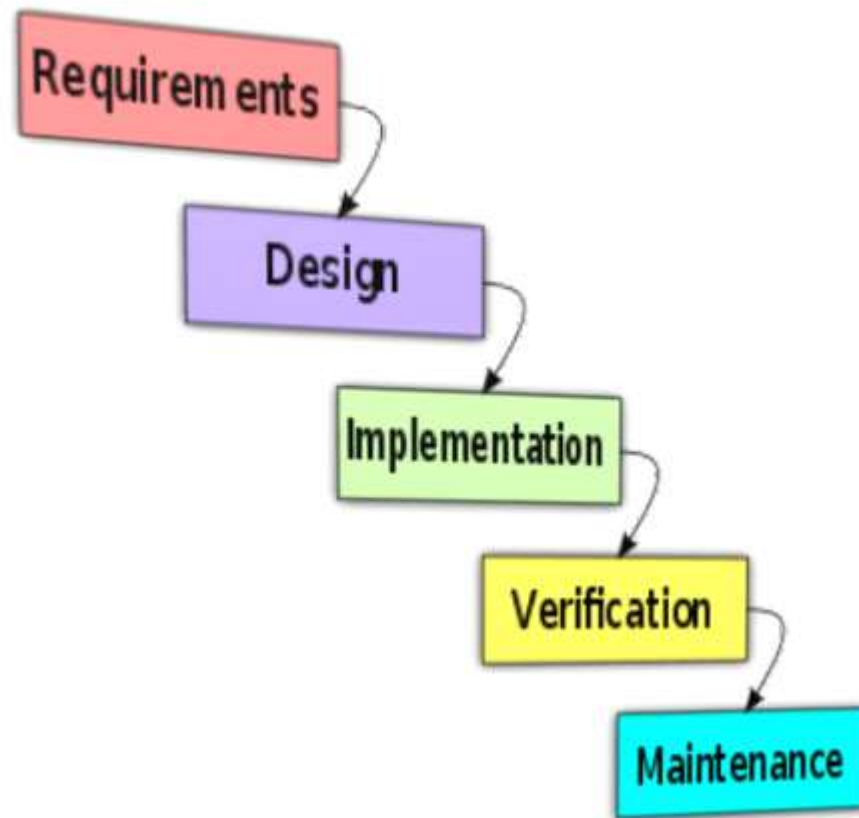 Requirements
Design
Implementation
Verification
Maintenance